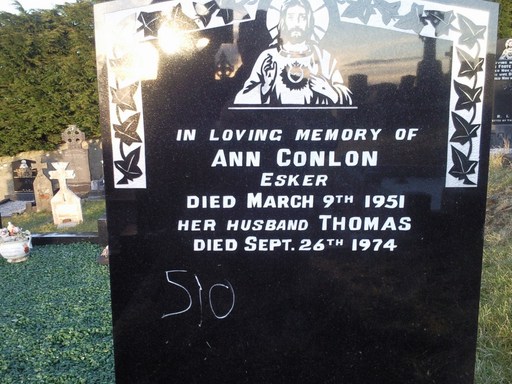 IN LOVING MEMORY OF
ANN CONLON
ESKER
DIED MARCH 9TH 1951
HER HUSBAND THOMAS
DIED SEPT. 26TH 1974
510